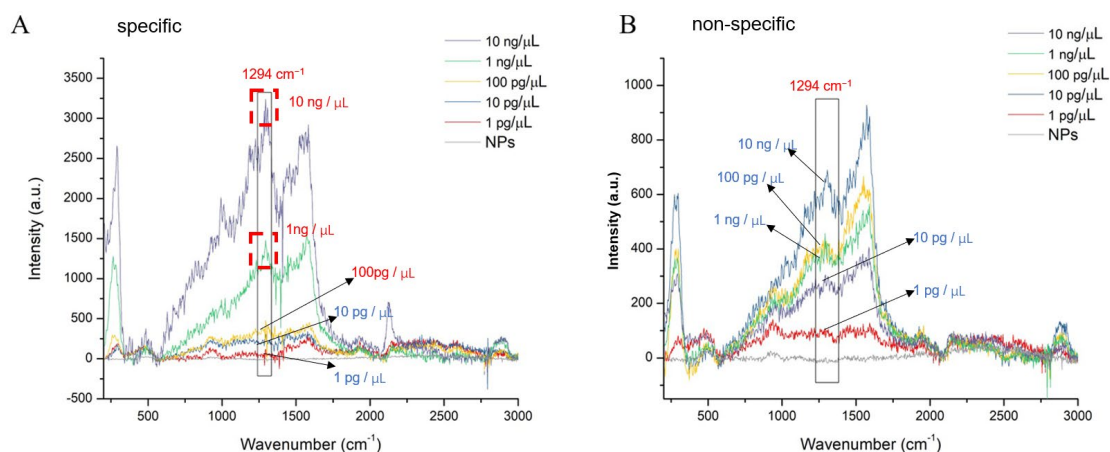 A
specific
10 ng/μL
1 ng/μL
100 pg/μL
10 pg/μL
1 pg/μL
NPs
1294 cm⁻¹
10 ng / μL
1ng / μL
100pg / μL
10 pg / μL
1 pg / μL
3500
3000
2500
2000
1500
1000
500
0
-500
Intensity (a.u.)
500
1000
1500
2000
2500
3000
Wavenumber (cm⁻¹)
B
non-specific
10 ng/μL
1 ng/μL
100 pg/μL
10 pg/μL
1 pg/μL
NPs
1294 cm⁻¹
10 ng / μL
100 pg / μL
1 ng / μL
10 pg / μL
1 pg / μL
1000
800
600
400
200
0
Intensity (a.u.)
500
1000
1500
2000
2500
3000
Wavenumber (cm⁻¹)